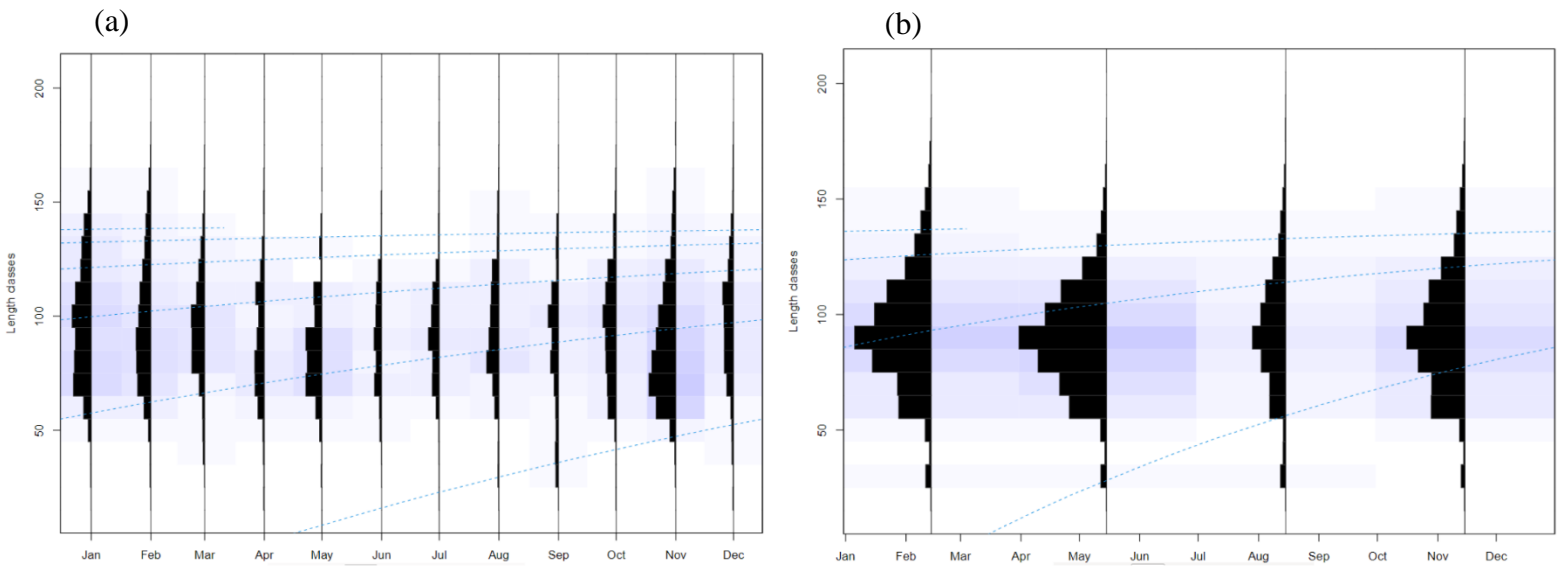 (a)
(b)
Length classes
200
150
100
50
Jan Feb Mar Apr May Jun Jul Aug Sep Oct Nov Dec
Length classes
200
150
100
50
Jan Feb Mar Apr May Jun Jul Aug Sep Oct Nov Dec